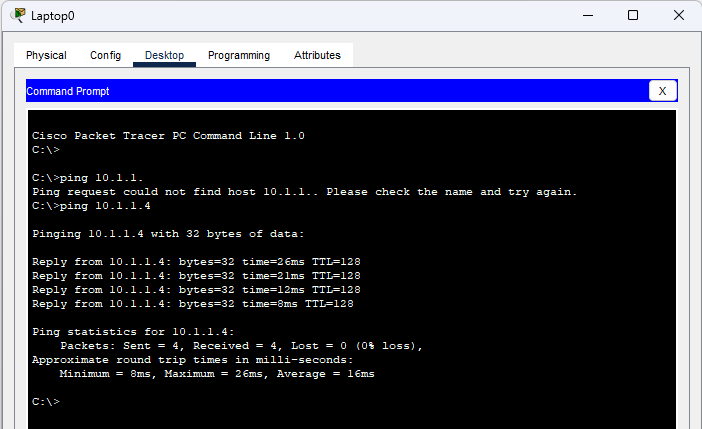 Laptop0
Physical Config Desktop Programming Attributes
Command Prompt X
Cisco Packet Tracer PC Command Line 1.0
C:\>
C:\>ping 10.1.1.
Ping request could not find host 10.1.1.. Please check the name and try again.
C:\>ping 10.1.1.4
Pinging 10.1.1.4 with 32 bytes of data:
Reply from 10.1.1.4: bytes=32 time=26ms TTL=128
Reply from 10.1.1.4: bytes=32 time=21ms TTL=128
Reply from 10.1.1.4: bytes=32 time=12ms TTL=128
Reply from 10.1.1.4: bytes=32 time=8ms TTL=128
Ping statistics for 10.1.1.4:
Packets: Sent = 4, Received = 4, Lost = 0 (0% loss),
Approximate round trip times in milli-seconds:
Minimum = 8ms, Maximum = 26ms, Average = 16ms
C:\>